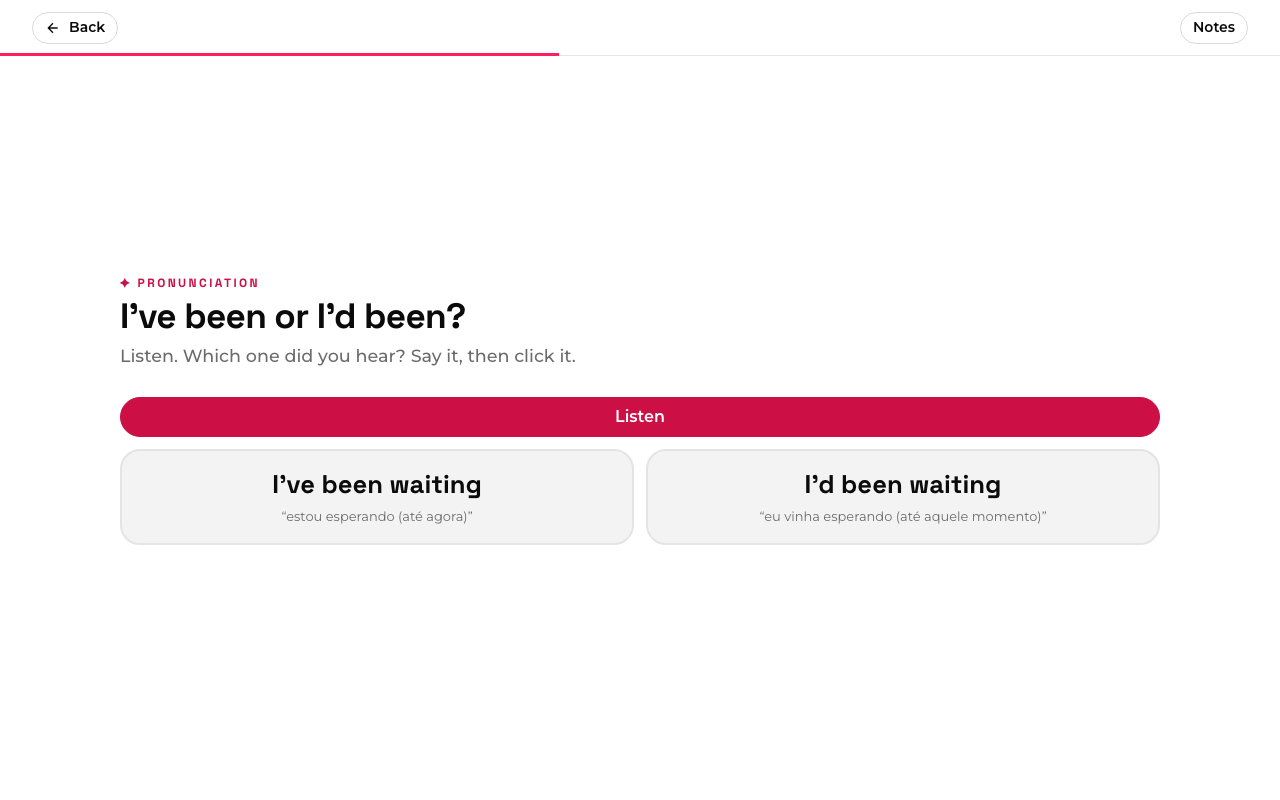 Back
Notes
PRONUNCIATION
I’ve been or I’d been?
Listen. Which one did you hear? Say it, then click it.
Listen
I’ve been waiting
“estou esperando (até agora)”
I’d been waiting
“eu vinha esperando (até aquele momento)”